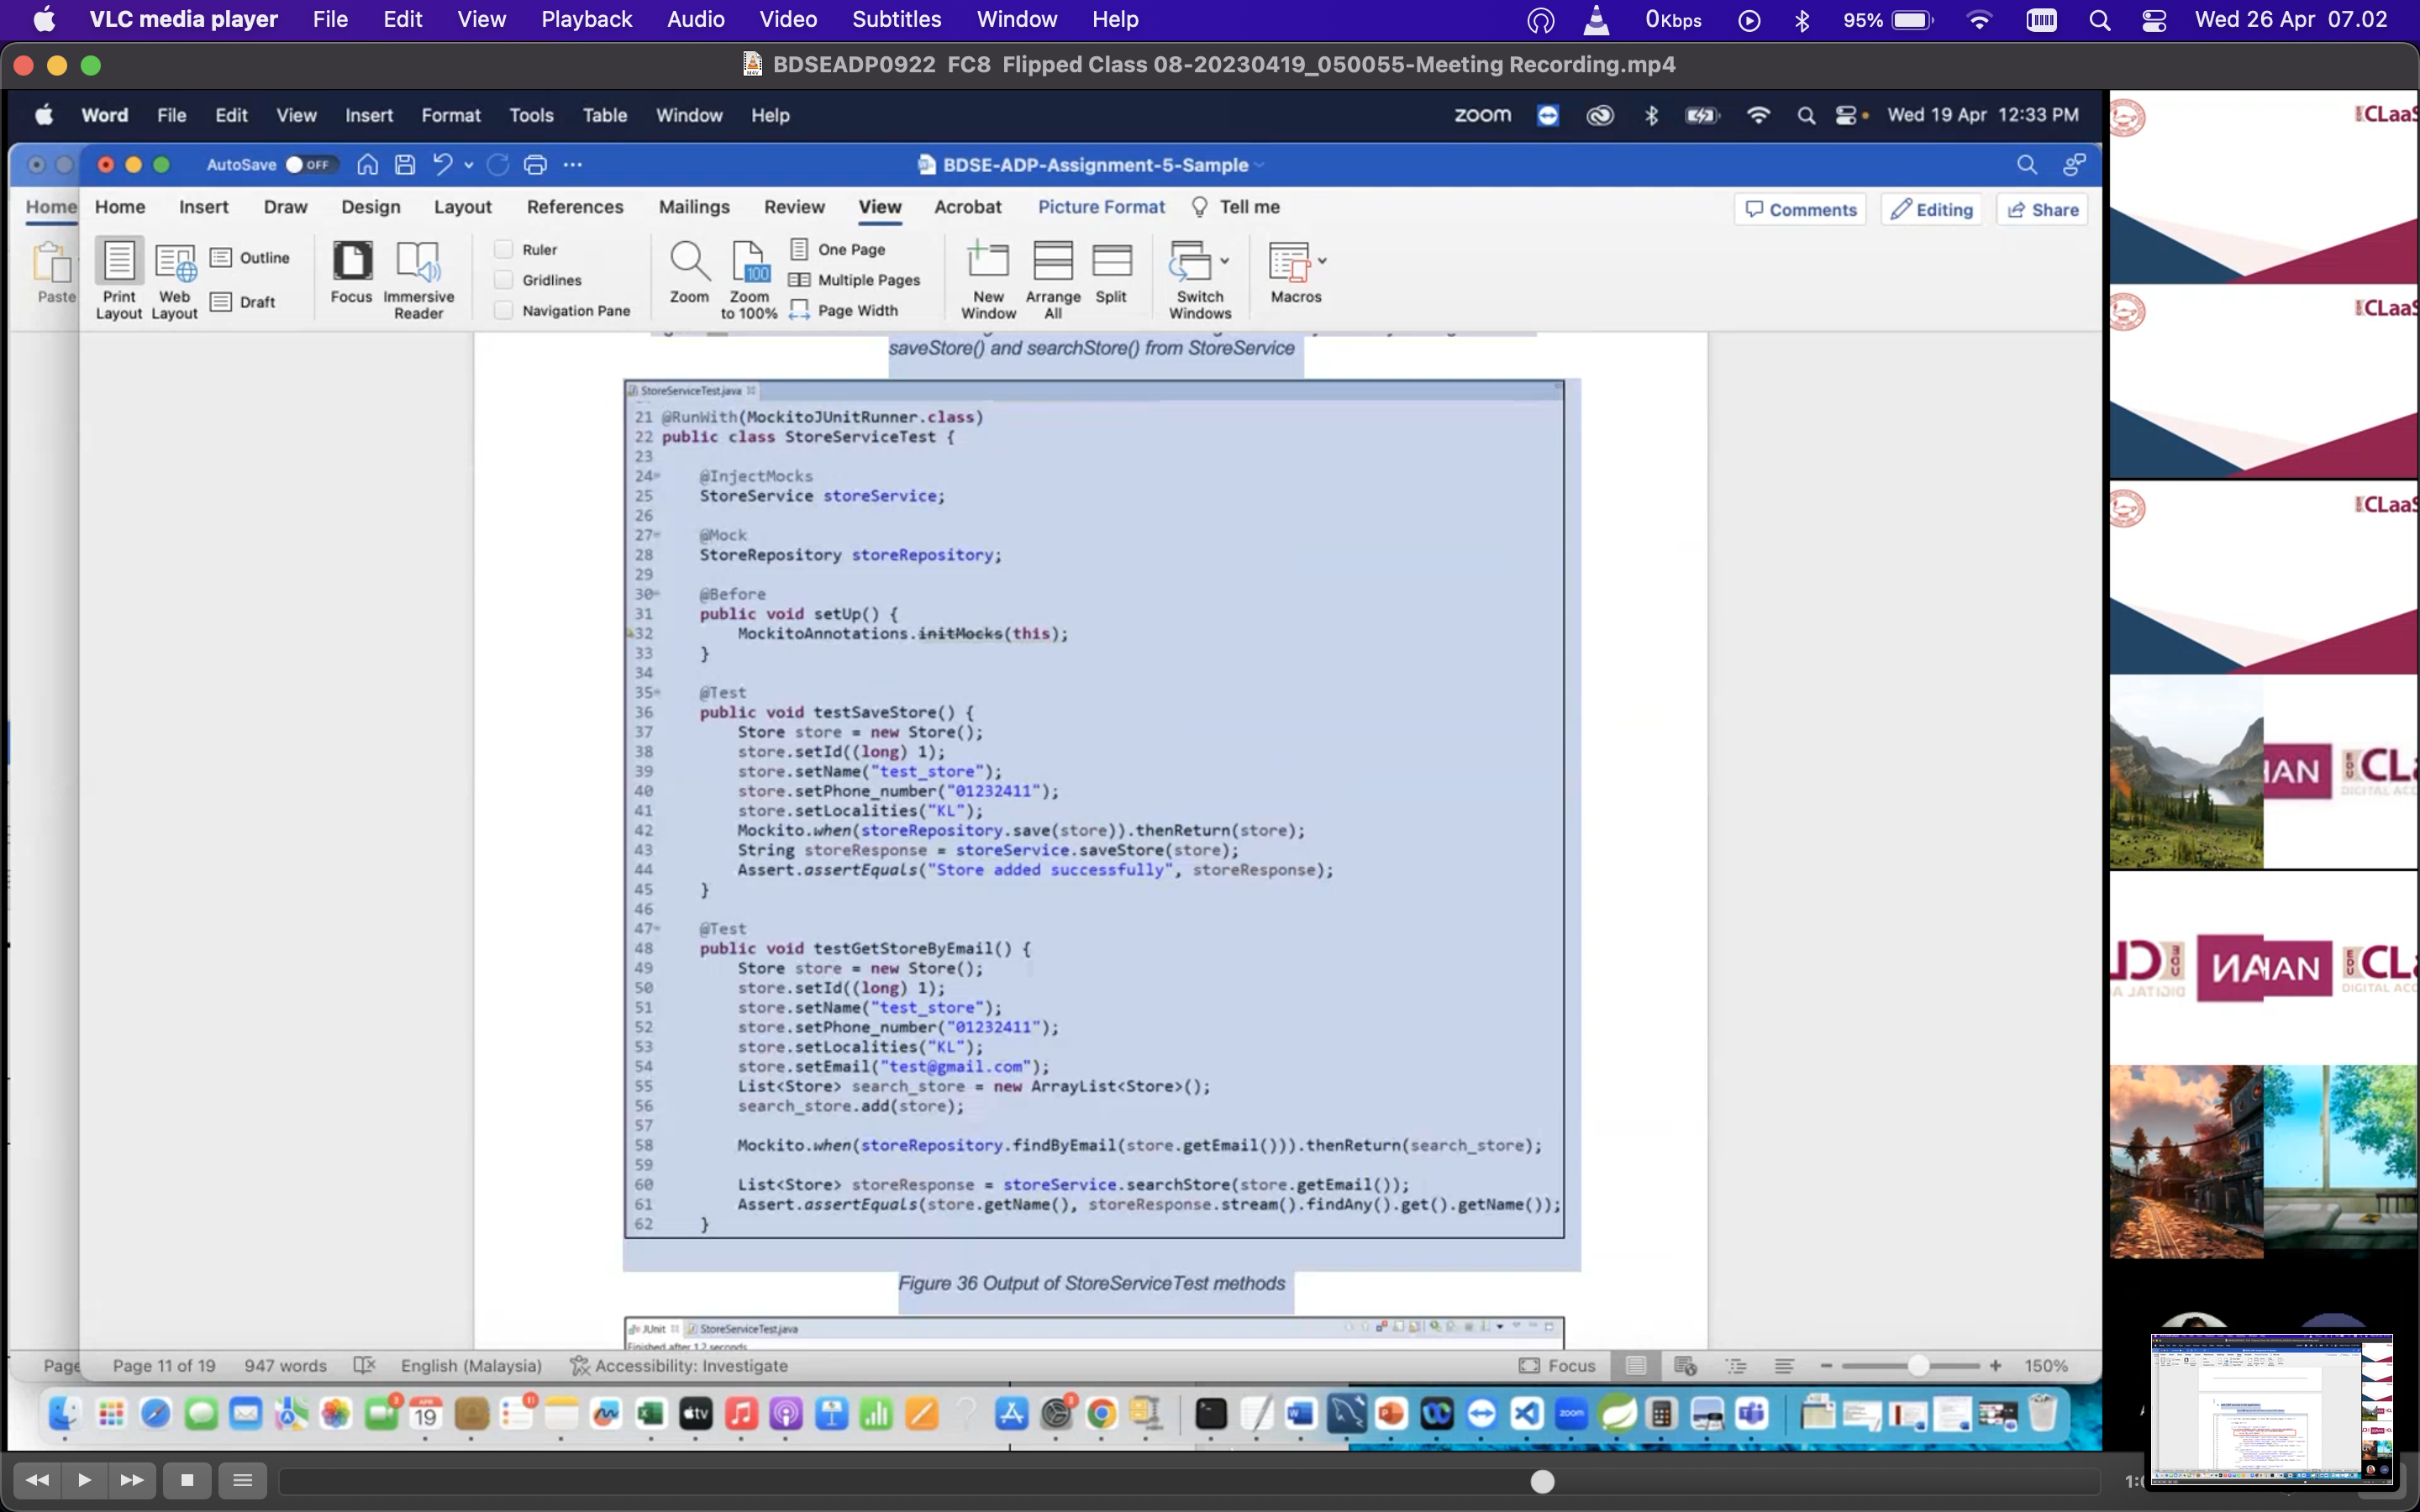 VLC media player File Edit View Playback Audio Video Subtitles Window Help 0Kbps 95% Wed 26 Apr 07.02
BDSEADP0922 FC8 Flipped Class 08-20230419_050055-Meeting Recording.mp4
Word File Edit View Insert Format Tools Table Window Help zoom Wed 19 Apr 12:33 PM
AutoSave OFF BDSE-ADP-Assignment-5-Sample
Home Home Insert Draw Design Layout References Mailings Review View Acrobat Picture Format Tell me Comments Editing Share
Paste
Print Layout
Web Layout
Outline
Draft
Focus
Immersive Reader
Ruler
Gridlines
Navigation Pane
Zoom
Zoom to 100%
One Page
Multiple Pages
Page Width
New Window
Arrange All
Split
Switch Windows
Macros
saveStore() and searchStore() from StoreService
StoreServiceTest.java
21 @RunWith(MockitoJUnitRunner.class)
22 public class StoreServiceTest {
23
24 @InjectMocks
25 StoreService storeService;
26
27 @Mock
28 StoreRepository storeRepository;
29
30 @Before
31 public void setUp() {
32 MockitoAnnotations.initMocks(this);
33 }
34
35 @Test
36 public void testSaveStore() {
37 Store store = new Store();
38 store.setId((long) 1);
39 store.setName("test_store");
40 store.setPhone_number("01232411");
41 store.setLocalities("KL");
42 Mockito.when(storeRepository.save(store)).thenReturn(store);
43 String storeResponse = storeService.saveStore(store);
44 Assert.assertEquals("Store added successfully", storeResponse);
45 }
46
47 @Test
48 public void testGetStoreByEmail() {
49 Store store = new Store();
50 store.setId((long) 1);
51 store.setName("test_store");
52 store.setPhone_number("01232411");
53 store.setLocalities("KL");
54 store.setEmail("test@gmail.com");
55 List<Store> search_store = new ArrayList<Store>();
56 search_store.add(store);
57
58 Mockito.when(storeRepository.findByEmail(store.getEmail())).thenReturn(search_store);
59
60 List<Store> storeResponse = storeService.searchStore(store.getEmail());
61 Assert.assertEquals(store.getName(), storeResponse.stream().findAny().get().getName());
62 }
Figure 36 Output of StoreServiceTest methods
JUnit StoreServiceTest.java
Finished after 1.2 seconds
Page Page 11 of 19 947 words English (Malaysia) Accessibility: Investigate Focus 150%